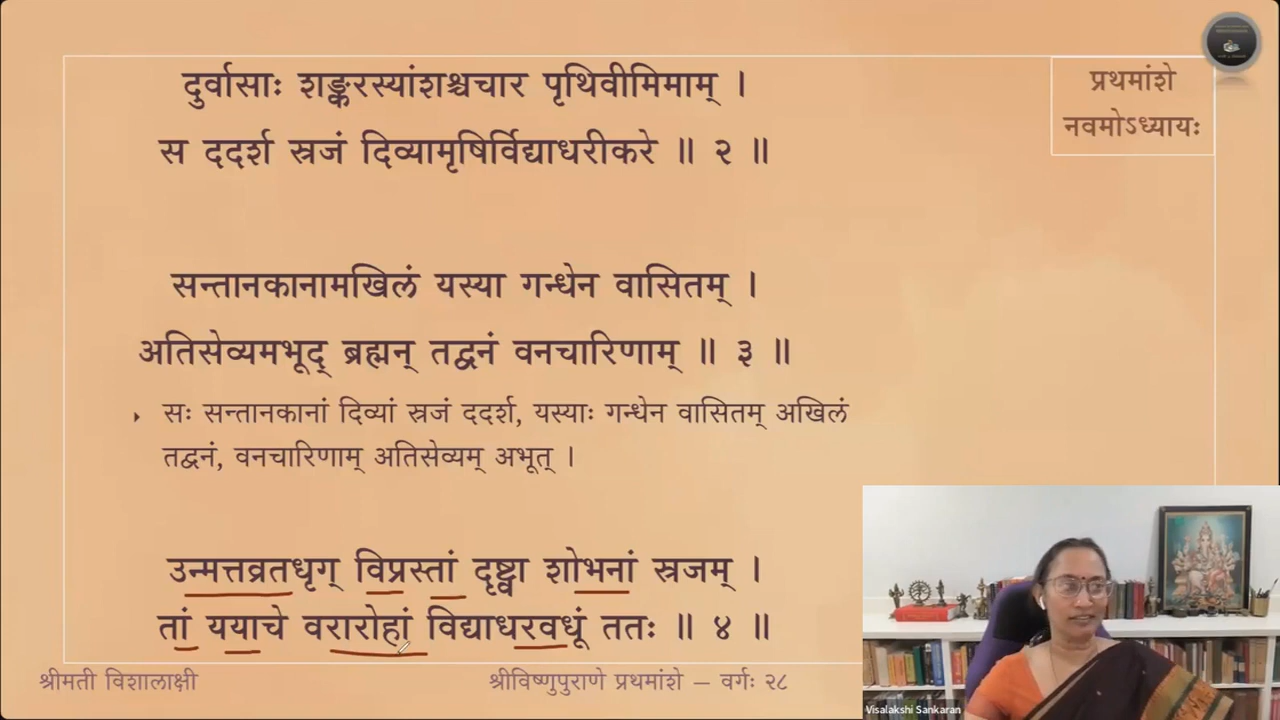 दुर्वासाः शङ्करस्यांशश्चचार पृथिवीमिमाम् ।
स ददर्श स्रजं दिव्यामृषिर्विद्याधरीकरे ॥ २ ॥
प्रथमांशे
नवमोऽध्यायः
सन्तानकानामखिलं यस्या गन्धेन वासितम् ।
अतिसेव्यमभूद् ब्रह्मन् तद्वनं वनचारिणाम् ॥ ३ ॥
सः सन्तानकानां दिव्यां स्रजं ददर्श, यस्याः गन्धेन वासितम् अखिलं
तद्वनं, वनचारिणाम् अतिसेव्यम् अभूत् ।
उन्मत्तव्रतधृग् विप्रस्तां दृष्ट्वा शोभनां स्रजम् ।
तां ययाचे वरारोहां विद्याधरवधूं ततः ॥ ४ ॥
श्रीमती विशालाक्षी
श्रीविष्णुपुराणे प्रथमांशे – वर्गः २८
Visalakshi Sankaran